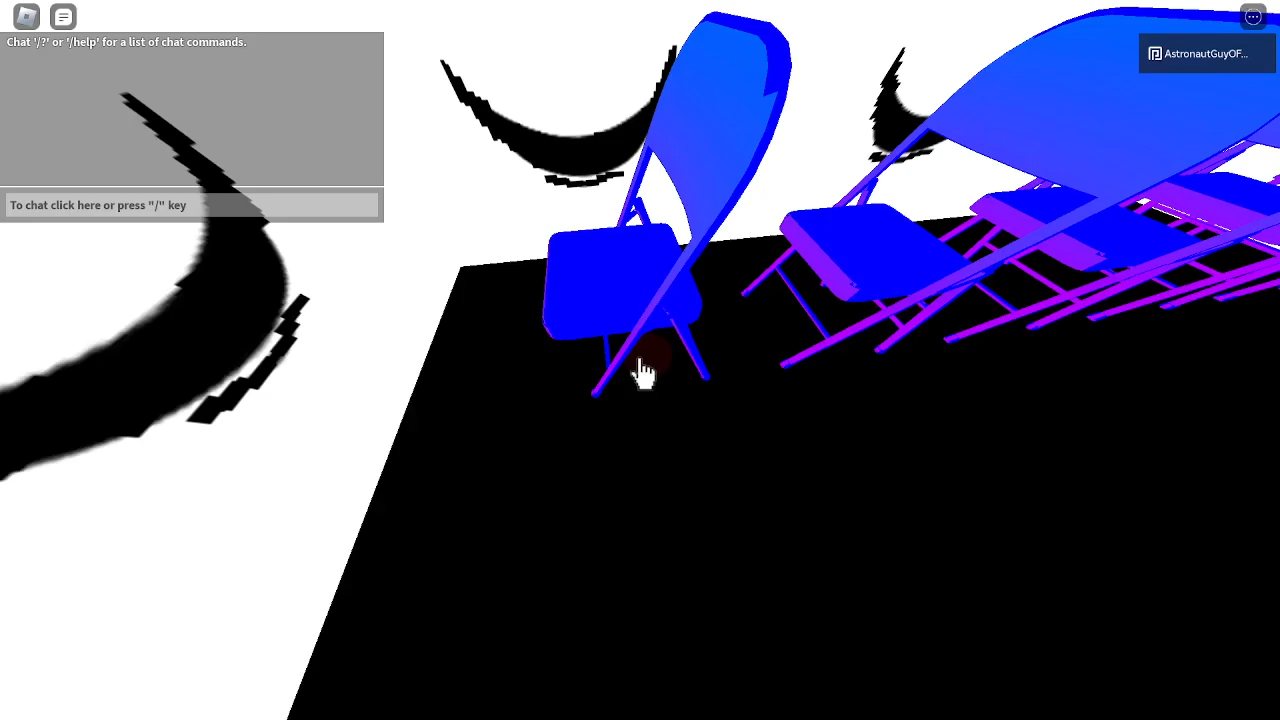 Chat '/?' or '/help' for a list of chat commands.
AstronautGuyOF...
To chat click here or press "/" key